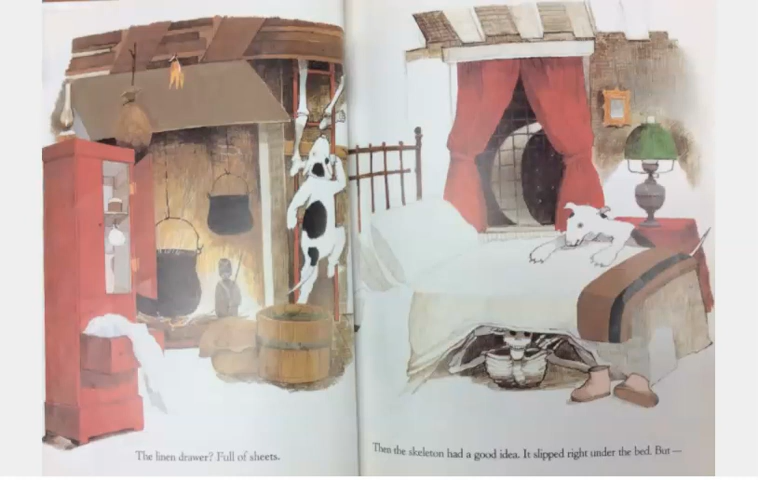 The linen drawer? Full of sheets.
Then the skeleton had a good idea. It slipped right under the bed. But —